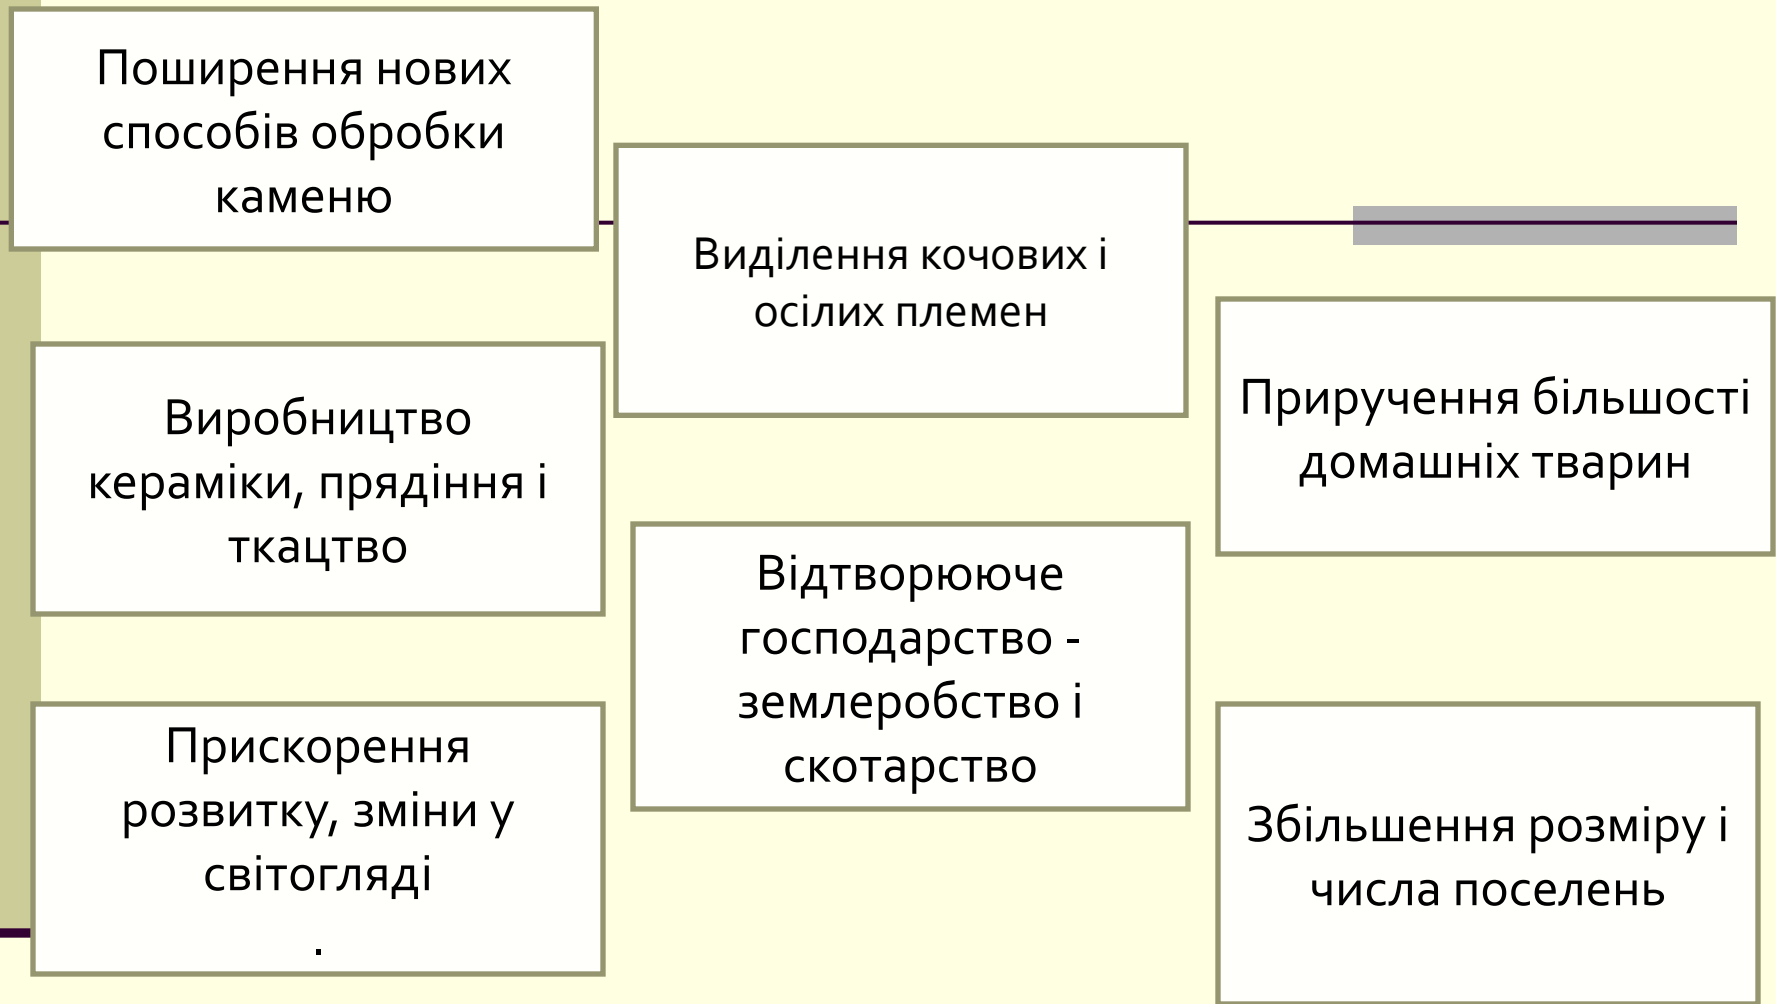 Поширення нових
способів обробки
каменю
Виділення кочових і
осілих племен
Приручення більшості
домашніх тварин
Виробництво
кераміки, прядіння і
ткацтво
Відтворююче
господарство -
землеробство і
скотарство
Прискорення
розвитку, зміни у
світогляді
.
Збільшення розміру і
числа поселень